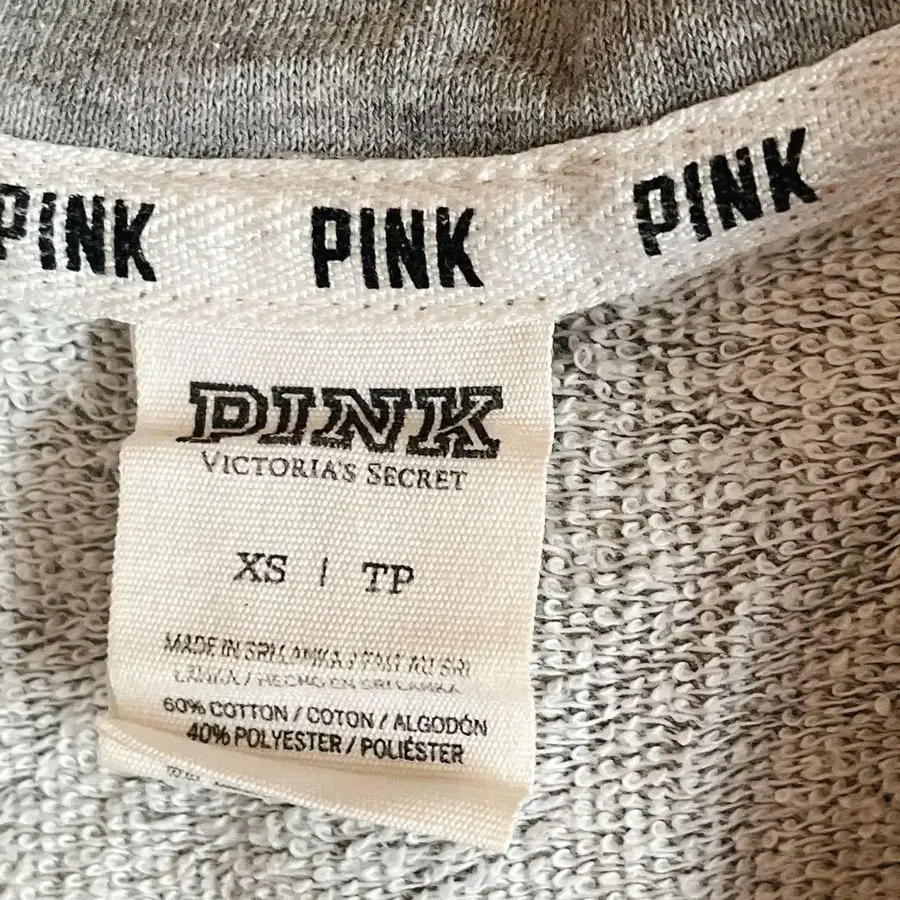 PINK PINK PINK
PINK
VICTORIA'S SECRET
XS | TP
MADE IN SRI LANKA / FAIT AU SRI
LANKA / HECHO EN SRI LANKA
60% COTTON / COTON / ALGODÓN
40% POLYESTER / POLIÉSTER